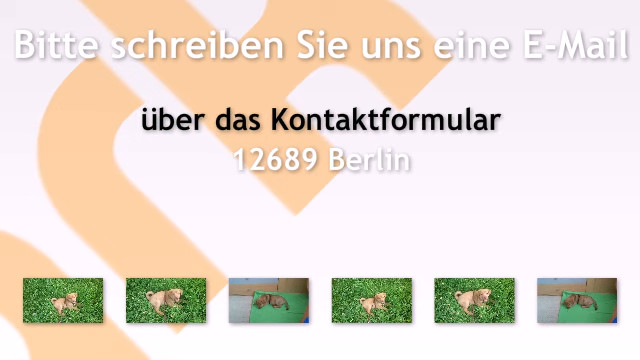 Bitte schreiben Sie uns eine E-Mail
über das Kontaktformular
12689 Berlin